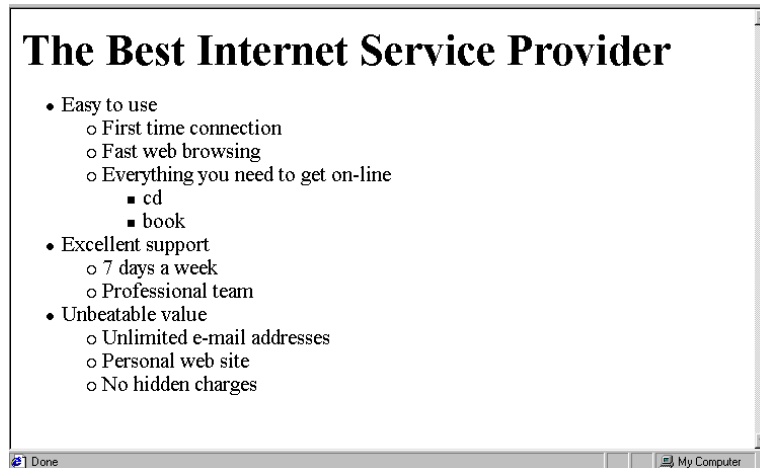 The Best Internet Service Provider
Easy to use
First time connection
Fast web browsing
Everything you need to get on-line
cd
book
Excellent support
7 days a week
Professional team
Unbeatable value
Unlimited e-mail addresses
Personal web site
No hidden charges
Done
My Computer